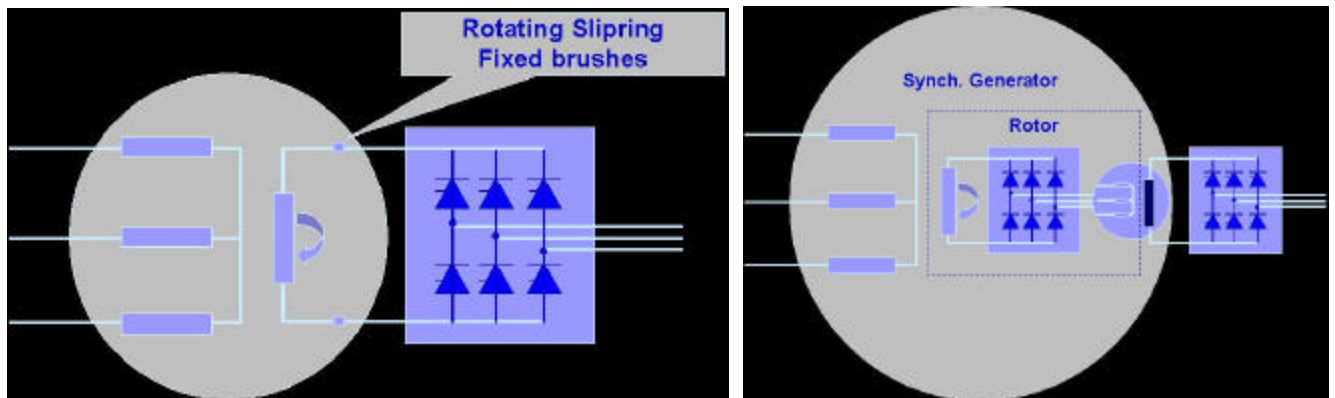 Rotating Slipring
Fixed brushes
Synch. Generator
Rotor